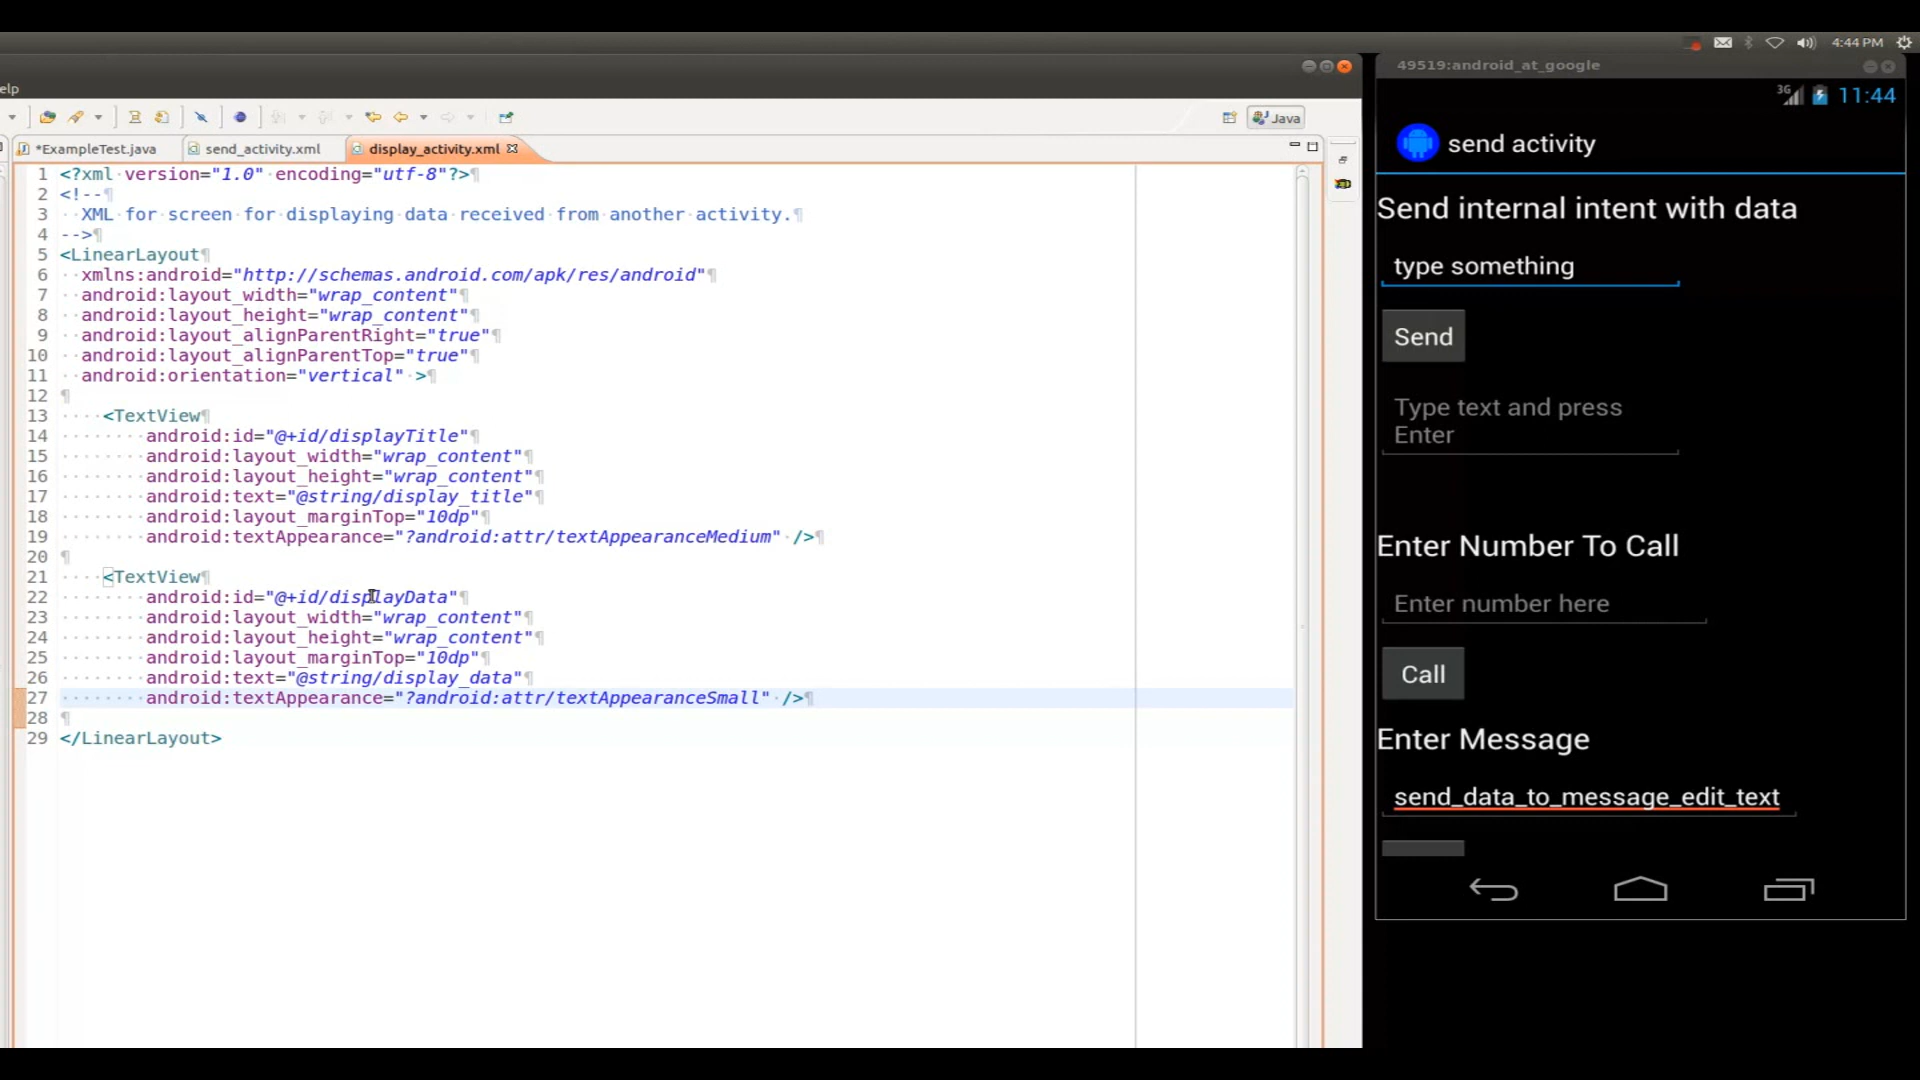 4:44 PM
elp
Java
*ExampleTest.java
send_activity.xml
display_activity.xml
1 <?xml version="1.0" encoding="utf-8"?>
2 <!--
3 XML for screen for displaying data received from another activity.
4 -->
5 <LinearLayout
6 xmlns:android="http://schemas.android.com/apk/res/android"
7 android:layout_width="wrap_content"
8 android:layout_height="wrap_content"
9 android:layout_alignParentRight="true"
10 android:layout_alignParentTop="true"
11 android:orientation="vertical" >
12
13 <TextView
14 android:id="@+id/displayTitle"
15 android:layout_width="wrap_content"
16 android:layout_height="wrap_content"
17 android:text="@string/display_title"
18 android:layout_marginTop="10dp"
19 android:textAppearance="?android:attr/textAppearanceMedium" />
20
21 <TextView
22 android:id="@+id/displayData"
23 android:layout_width="wrap_content"
24 android:layout_height="wrap_content"
25 android:layout_marginTop="10dp"
26 android:text="@string/display_data"
27 android:textAppearance="?android:attr/textAppearanceSmall" />
28
29 </LinearLayout>
49519:android_at_google
3G 11:44
send activity
Send internal intent with data
type something
Send
Type text and press
Enter
Enter Number To Call
Enter number here
Call
Enter Message
send_data_to_message_edit_text